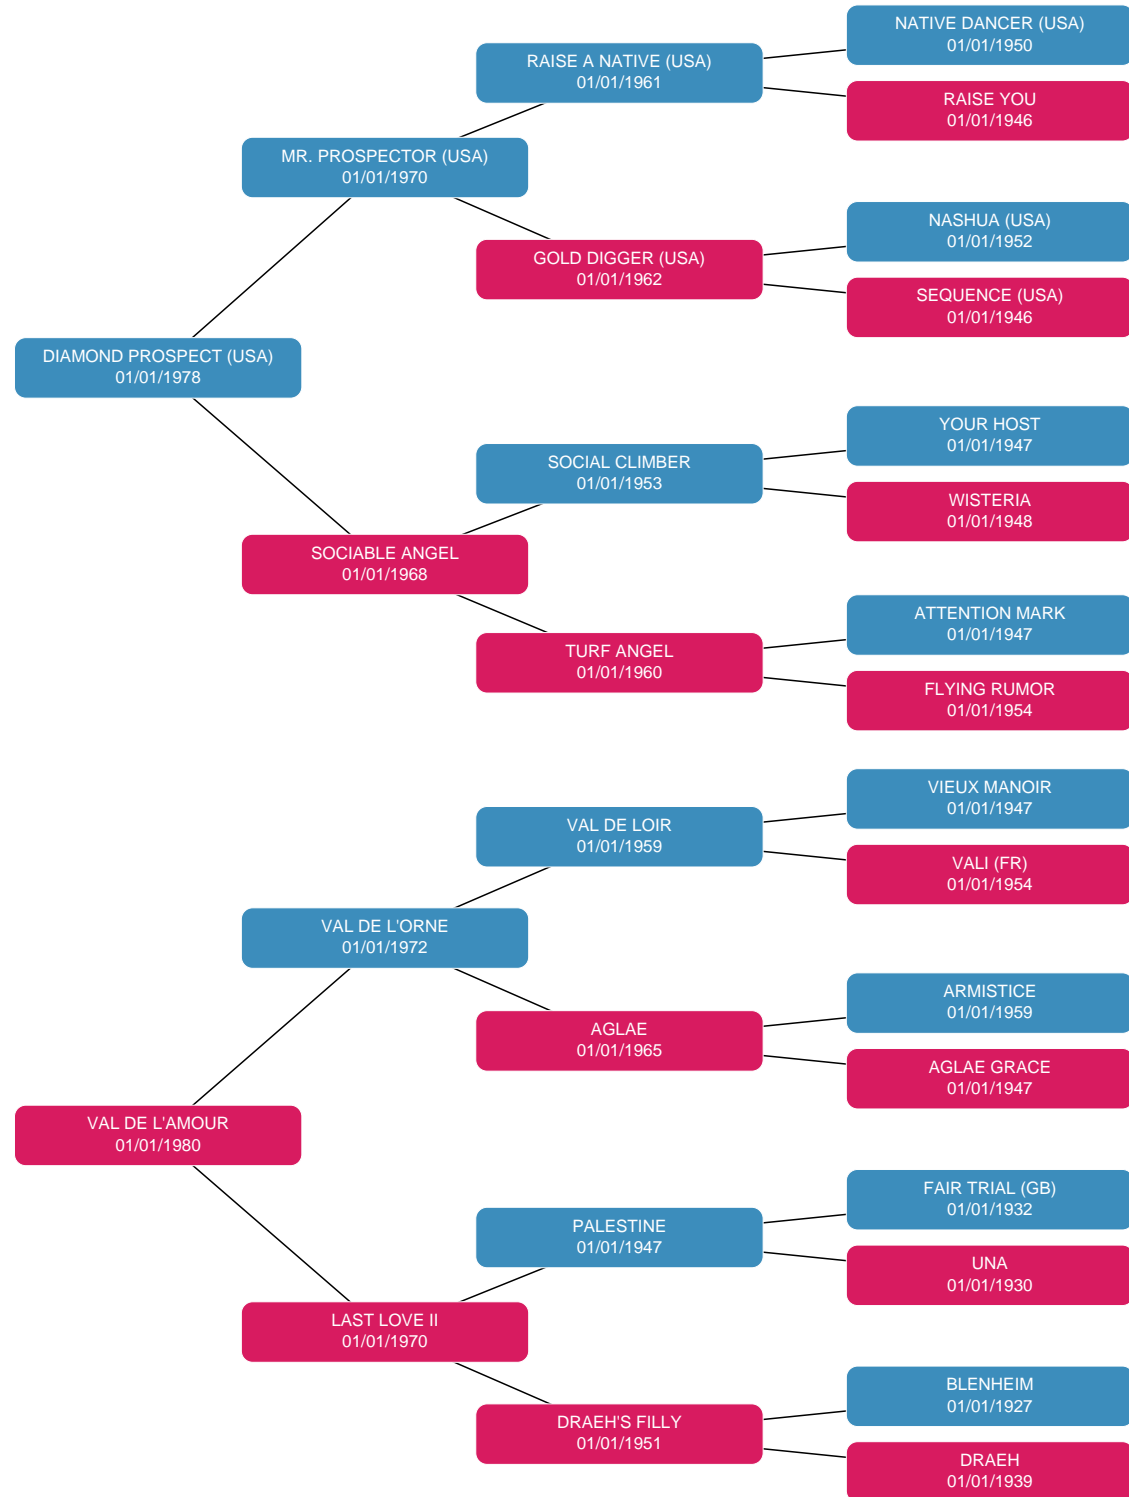 NATIVE DANCER (USA)
01/01/1950
RAISE A NATIVE (USA)
01/01/1961
RAISE YOU
01/01/1946
MR. PROSPECTOR (USA)
01/01/1970
NASHUA (USA)
01/01/1952
GOLD DIGGER (USA)
01/01/1962
SEQUENCE (USA)
01/01/1946
DIAMOND PROSPECT (USA)
01/01/1978
YOUR HOST
01/01/1947
SOCIAL CLIMBER
01/01/1953
WISTERIA
01/01/1948
SOCIABLE ANGEL
01/01/1968
ATTENTION MARK
01/01/1947
TURF ANGEL
01/01/1960
FLYING RUMOR
01/01/1954
VIEUX MANOIR
01/01/1947
VAL DE LOIR
01/01/1959
VALI (FR)
01/01/1954
VAL DE L'ORNE
01/01/1972
ARMISTICE
01/01/1959
AGLAE
01/01/1965
AGLAE GRACE
01/01/1947
VAL DE L'AMOUR
01/01/1980
FAIR TRIAL (GB)
01/01/1932
PALESTINE
01/01/1947
UNA
01/01/1930
LAST LOVE II
01/01/1970
BLENHEIM
01/01/1927
DRAEH'S FILLY
01/01/1951
DRAEH
01/01/1939